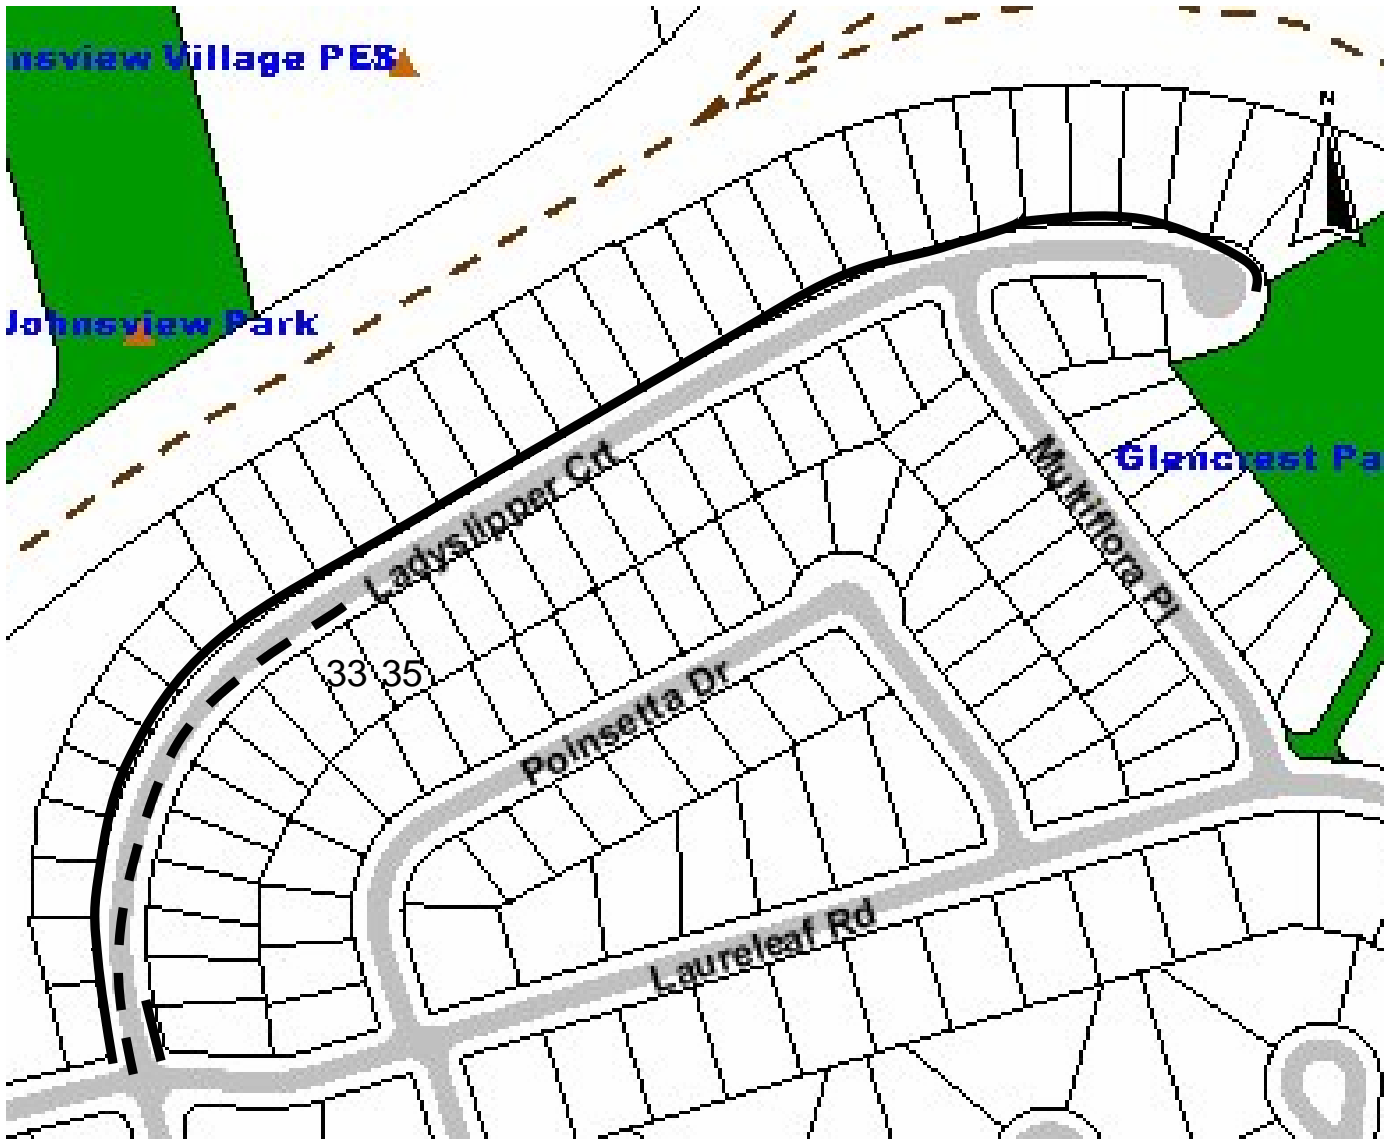 nsview Village PES
N
Johnsview Park
Ladyslipper Crt
Glencrest Pa
Multiflora Pl
33 35
Poinsetta Dr
Laureleaf Rd